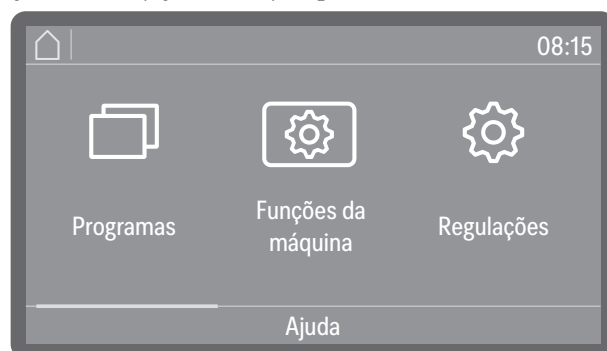 08:15
Programas
Funções da
máquina
Regulações
Ajuda